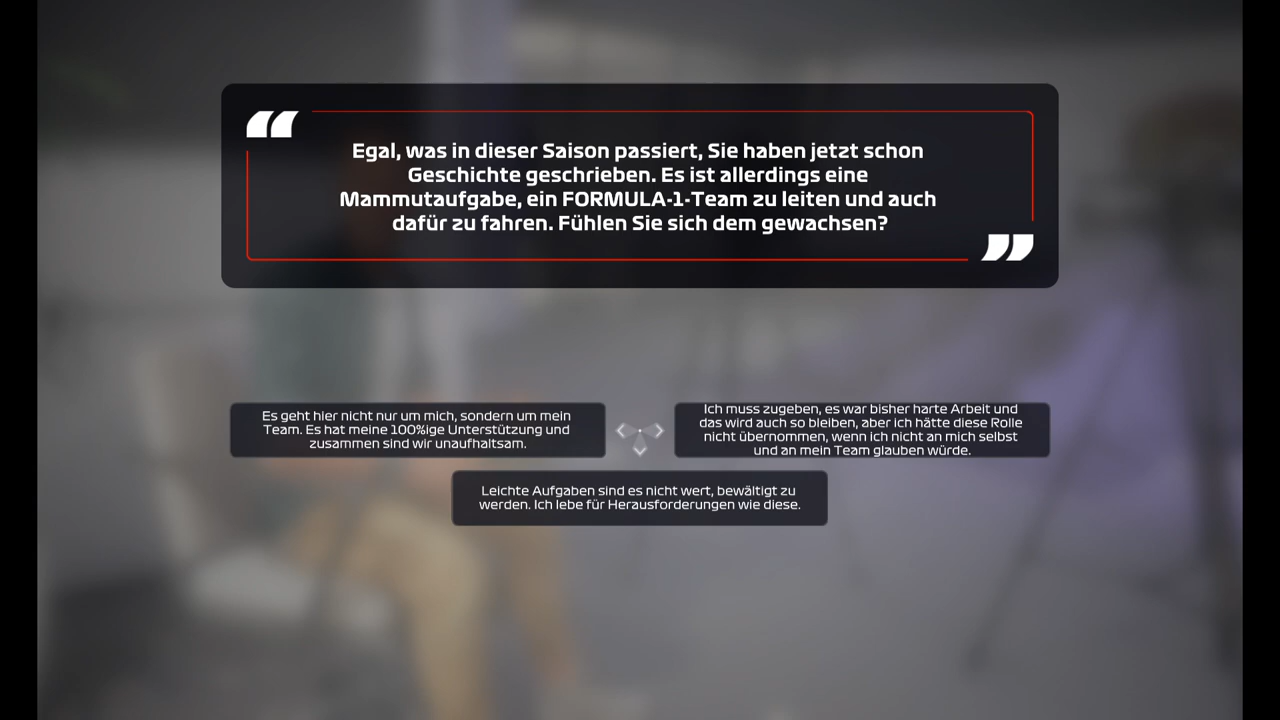 Egal, was in dieser Saison passiert, Sie haben jetzt schon
Geschichte geschrieben. Es ist allerdings eine
Mammutaufgabe, ein FORMULA-1-Team zu leiten und auch
dafür zu fahren. Fühlen Sie sich dem gewachsen?
Es geht hier nicht nur um mich, sondern um mein
Team. Es hat meine 100%ige Unterstützung und
zusammen sind wir unaufhaltsam.
Ich muss zugeben, es war bisher harte Arbeit und
das wird auch so bleiben, aber ich hätte diese Rolle
nicht übernommen, wenn ich nicht an mich selbst
und an mein Team glauben würde.
Leichte Aufgaben sind es nicht wert, bewältigt zu
werden. Ich lebe für Herausforderungen wie diese.